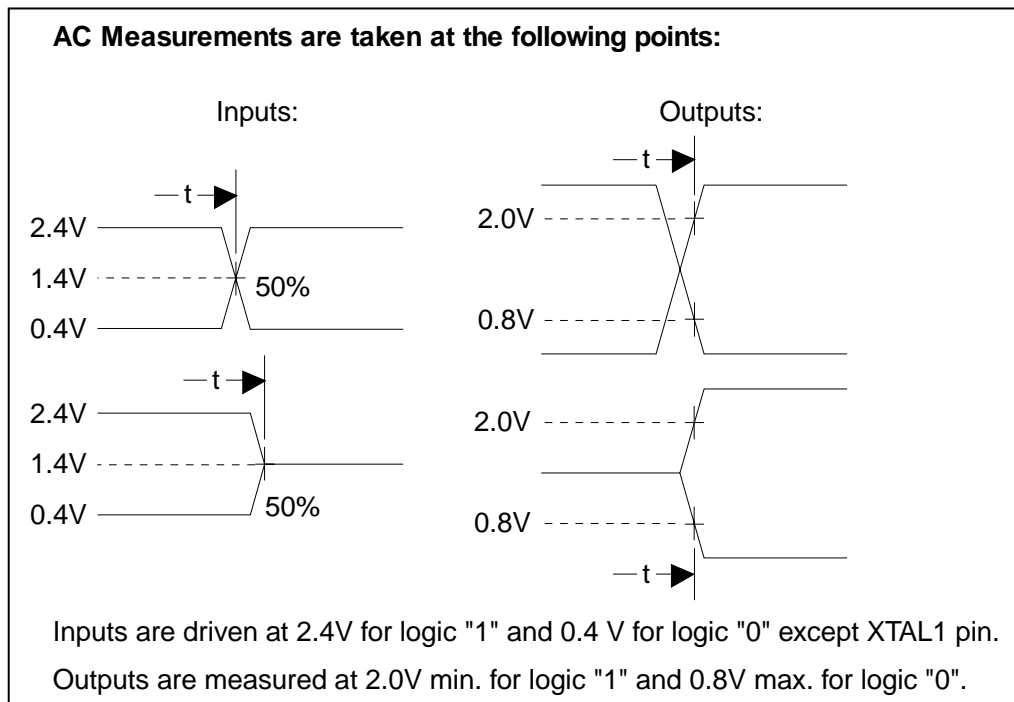 AC Measurements are taken at the following points:
Inputs:
t
2.4V
1.4V
50%
0.4V
t
2.4V
1.4V
50%
0.4V
Outputs:
t
2.0V
0.8V
2.0V
0.8V
t
Inputs are driven at 2.4V for logic "1" and 0.4 V for logic "0" except XTAL1 pin.
Outputs are measured at 2.0V min. for logic "1" and 0.8V max. for logic "0".